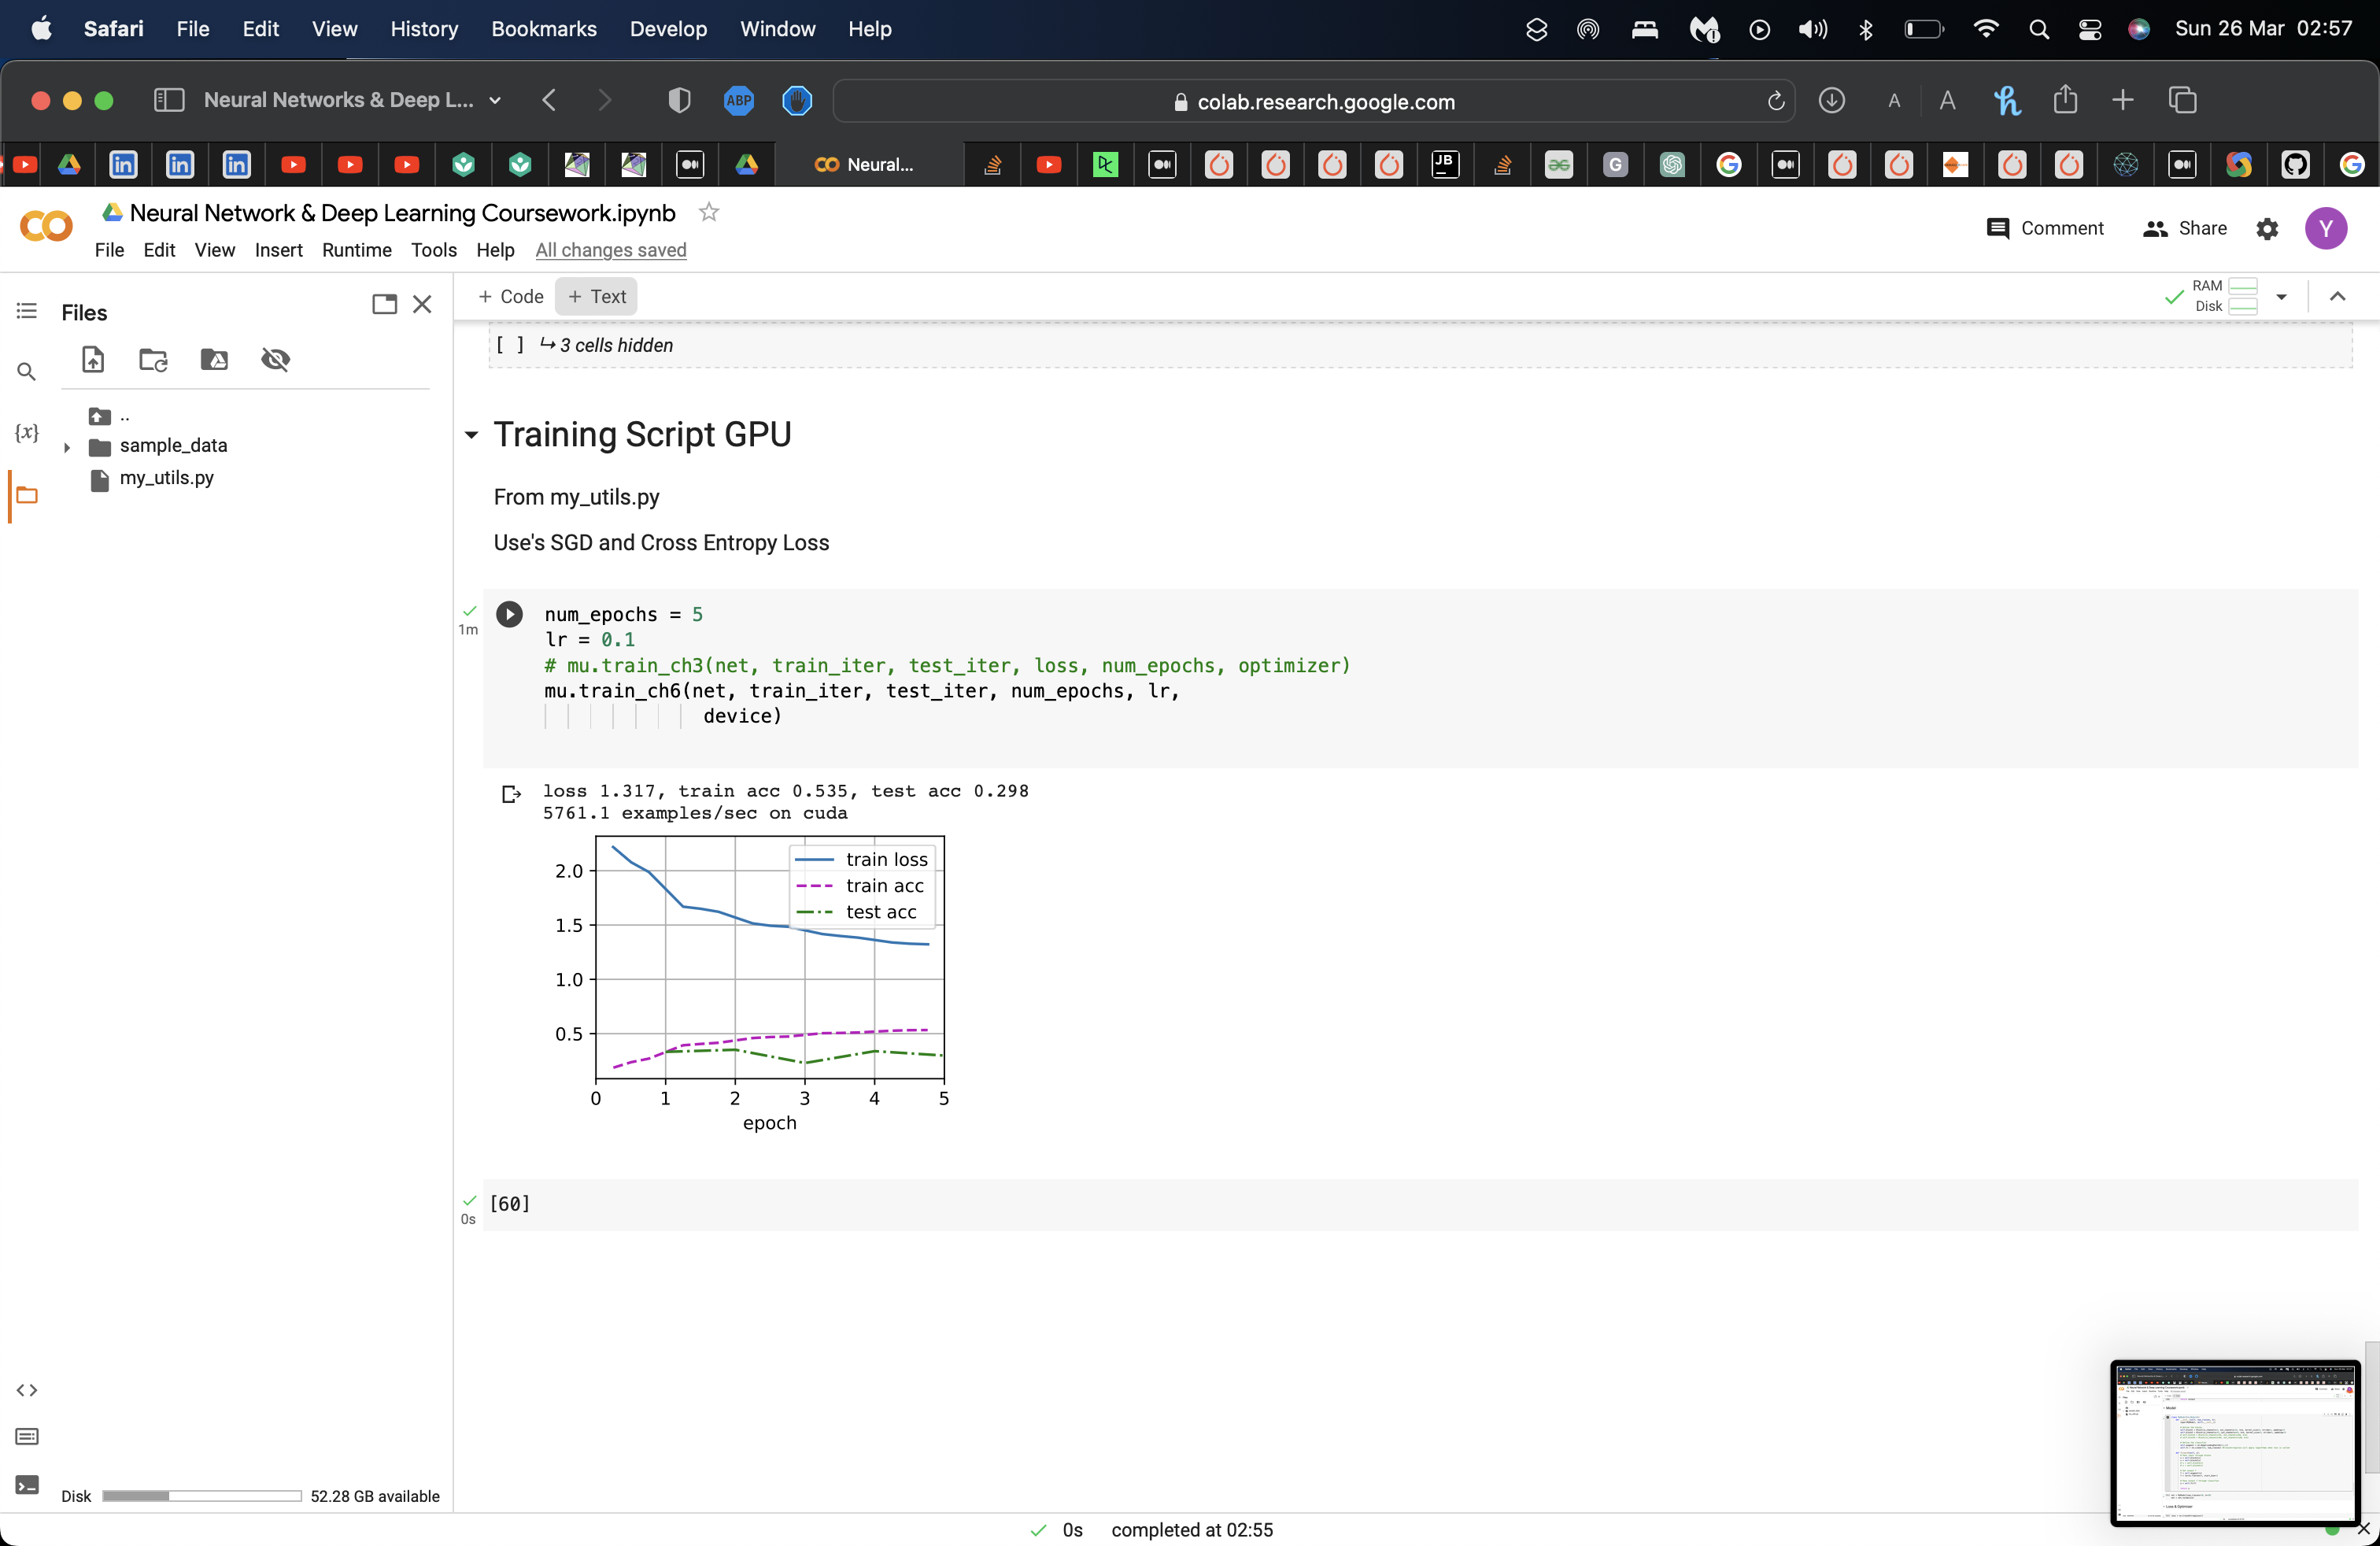 Safari File Edit View History Bookmarks Develop Window Help Sun 26 Mar 02:57
Neural Networks & Deep L... ABP colab.research.google.com A A
Neural...
Neural Network & Deep Learning Coursework.ipynb
File Edit View Insert Runtime Tools Help All changes saved
Comment Share Y
Files
+ Code + Text
RAM
Disk
[ ] ↳ 3 cells hidden
{x}
..
sample_data
my_utils.py
Training Script GPU
From my_utils.py
Use's SGD and Cross Entropy Loss
1m
num_epochs = 5
lr = 0.1
# mu.train_ch3(net, train_iter, test_iter, loss, num_epochs, optimizer)
mu.train_ch6(net, train_iter, test_iter, num_epochs, lr,
device)
loss 1.317, train acc 0.535, test acc 0.298
5761.1 examples/sec on cuda
train loss
train acc
test acc
2.0
1.5
1.0
0.5
0 1 2 3 4 5
epoch
[60]
0s
Disk 52.28 GB available
0s completed at 02:55